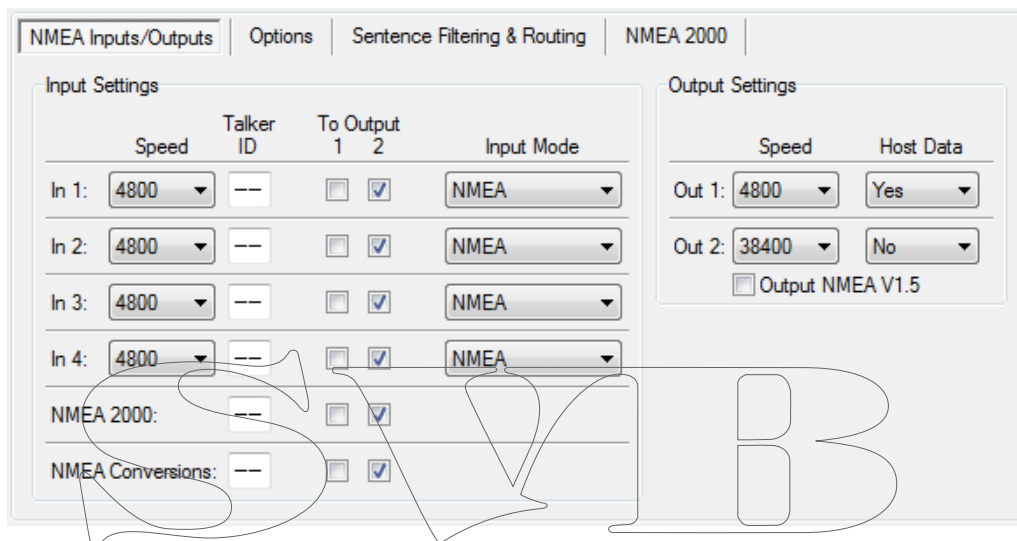 NMEA Inputs/Outputs Options Sentence Filtering & Routing NMEA 2000
Input Settings
Talker To Output
Speed ID 1 2 Input Mode
In 1: 4800 -- NMEA
In 2: 4800 -- NMEA
In 3: 4800 -- NMEA
In 4: 4800 -- NMEA
NMEA 2000: --
NMEA Conversions: --
Output Settings
Speed Host Data
Out 1: 4800 Yes
Out 2: 38400 No
Output NMEA V1.5
SYB